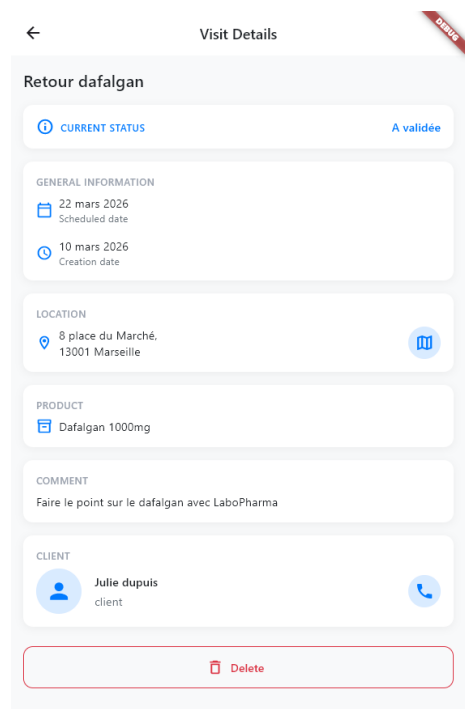 Visit Details
DEBUG
Retour dafalgan
CURRENT STATUS
A validée
GENERAL INFORMATION
22 mars 2026
Scheduled date
10 mars 2026
Creation date
LOCATION
8 place du Marché,
13001 Marseille
PRODUCT
Dafalgan 1000mg
COMMENT
Faire le point sur le dafalgan avec LaboPharma
CLIENT
Julie dupuis
client
Delete